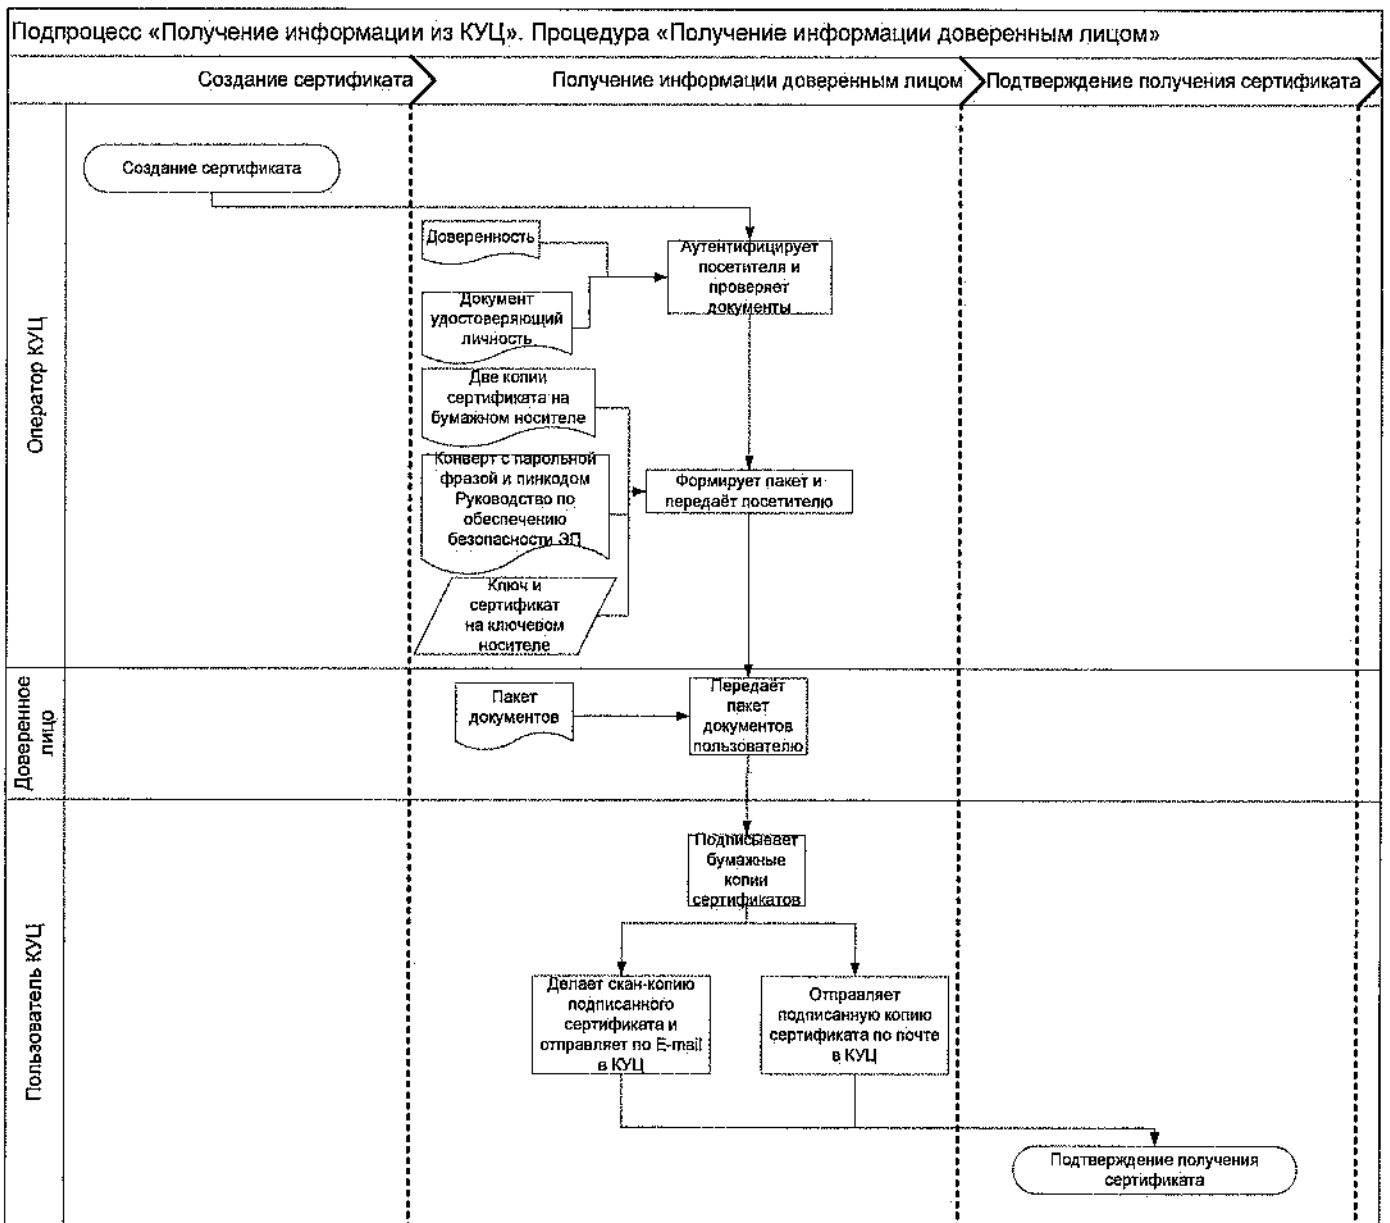 Подпроцесс «Получение информации из КУЦ». Процедура «Получение информации доверенным лицом»
Создание сертификата
Получение информации доверенным лицом
Подтверждение получения сертификата
Оператор КУЦ
Создание сертификата
Доверенность
Аутентифицирует
посетителя и
проверяет
документы
Документ
удостоверяющий
личность
Две копии
сертификата на
бумажном носителе
Конверт с парольной
фразой и пинкодом
Руководство по
обеспечению
безопасности ЭП
Формирует пакет и
передаёт посетителю
Ключ и
сертификат
на ключевом
носителе
Доверенное
лицо
Пакет
документов
Передаёт
пакет
документов
пользователю
Пользователь КУЦ
Подписывает
бумажные
копии
сертификатов
Делает скан-копию
подписанного
сертификата и
отправляет по E-mail
в КУЦ
Отправляет
подписанную копию
сертификата по почте
в КУЦ
Подтверждение получения
сертификата